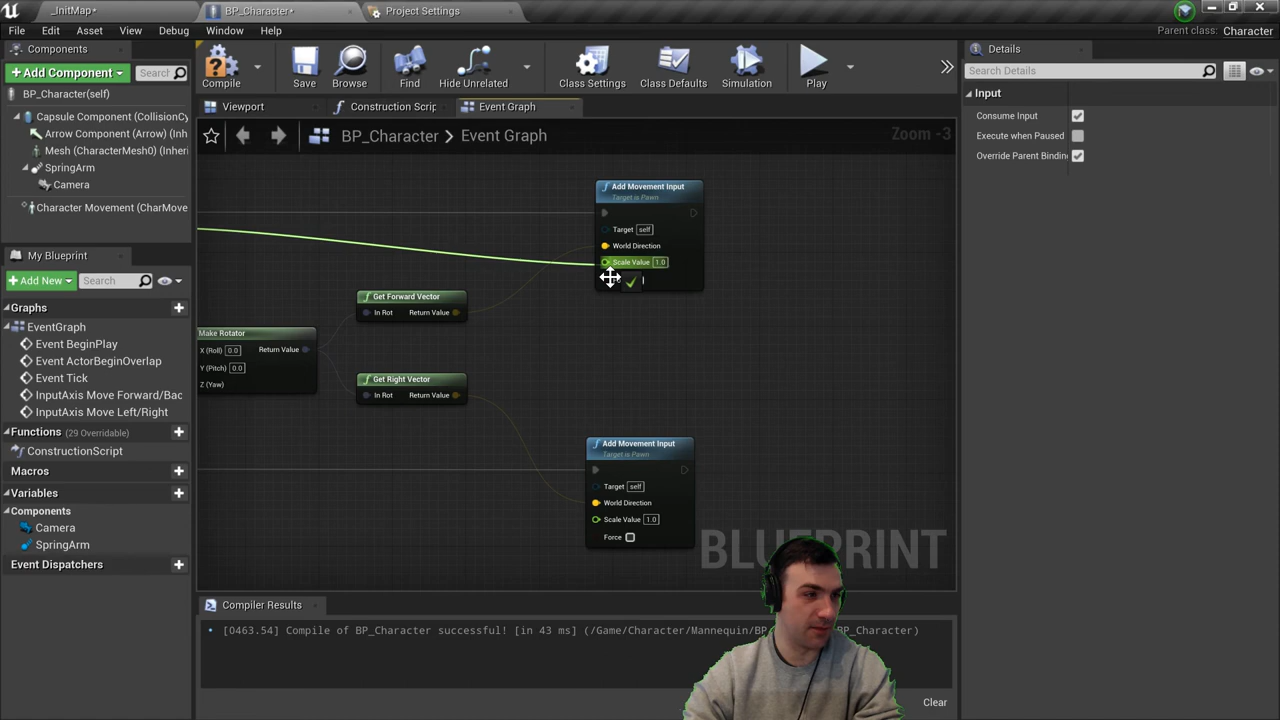 _InitMap•
BP_Character•
Project Settings
File
Edit
Asset
View
Debug
Window
Help
Parent class: Character
Components
+ Add Component
Search
Compile
Save
Browse
Find
Hide Unrelated
Class Settings
Class Defaults
Simulation
Play
Details
Search Details
BP_Character(self)
Capsule Component (CollisionCy
Arrow Component (Arrow) (Inh
Mesh (CharacterMesh0) (Inheri
SpringArm
Camera
Character Movement (CharMove
Viewport
Construction Scrip
Event Graph
BP_Character > Event Graph
Zoom -3
Input
Consume Input
Execute when Paused
Override Parent Binding
My Blueprint
+ Add New
Search
Graphs
EventGraph
Event BeginPlay
Event ActorBeginOverlap
Event Tick
InputAxis Move Forward/Bac
InputAxis Move Left/Right
Functions (29 Overridable)
ConstructionScript
Macros
Variables
Components
Camera
SpringArm
Event Dispatchers
Add Movement Input
Target is Pawn
Target self
World Direction
Scale Value 1.0
Get Forward Vector
In Rot Return Value
Make Rotator
X (Roll) 0.0 Return Value
Y (Pitch) 0.0
Z (Yaw)
Get Right Vector
In Rot Return Value
Add Movement Input
Target is Pawn
Target self
World Direction
Scale Value 1.0
Force
BLUEPRINT
Compiler Results
• [0463.54] Compile of BP_Character successful! [in 43 ms] (/Game/Character/Mannequin/BP_ P_Character)
Clear